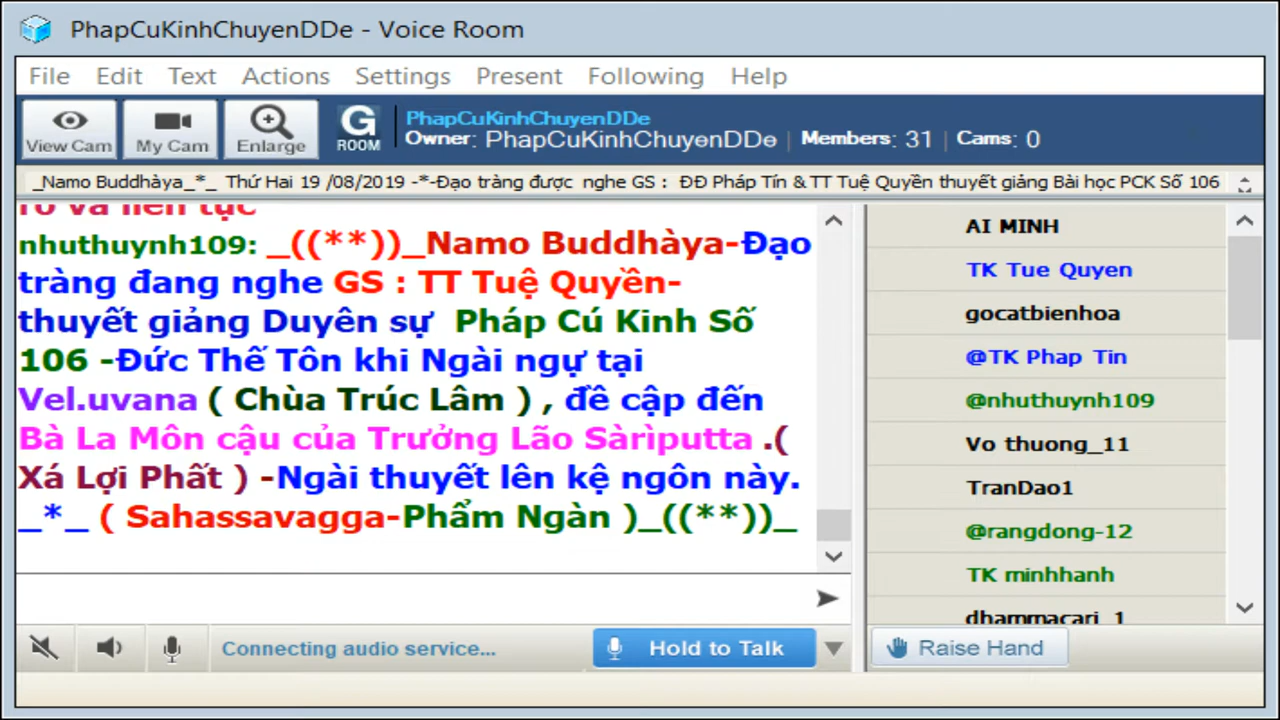 PhapCuKinhChuyenDDe - Voice Room
File Edit Text Actions Settings Present Following Help
View Cam My Cam Enlarge G ROOM
PhapCuKinhChuyenDDe
Owner: PhapCuKinhChuyenDDe | Members: 31 | Cams: 0
_Namo Buddhàya_*_ Thứ Hai 19 /08/2019 -*-Đạo tràng được nghe GS : ĐĐ Pháp Tín & TT Tuệ Quyền thuyết giảng Bài học PCK Số 106
rõ và liên tục
nhuthuynh109: _((**))_Namo Buddhàya-Đạo
tràng đang nghe GS : TT Tuệ Quyền-
thuyết giảng Duyên sự Pháp Cú Kinh Số
106 -Đức Thế Tôn khi Ngài ngự tại
Vel.uvana ( Chùa Trúc Lâm ) , đề cập đến
Bà La Môn cậu của Trưởng Lão Sàrìputta .(
Xá Lợi Phất ) -Ngài thuyết lên kệ ngôn này.
_*_ ( Sahassavagga-Phẩm Ngàn )_((**))_
AI MINH
TK Tue Quyen
gocatbienhoa
@TK Phap Tin
@nhuthuynh109
Vo thuong_11
TranDao1
@rangdong-12
TK minhhanh
dhammacari_1
Connecting audio service...
Hold to Talk
Raise Hand